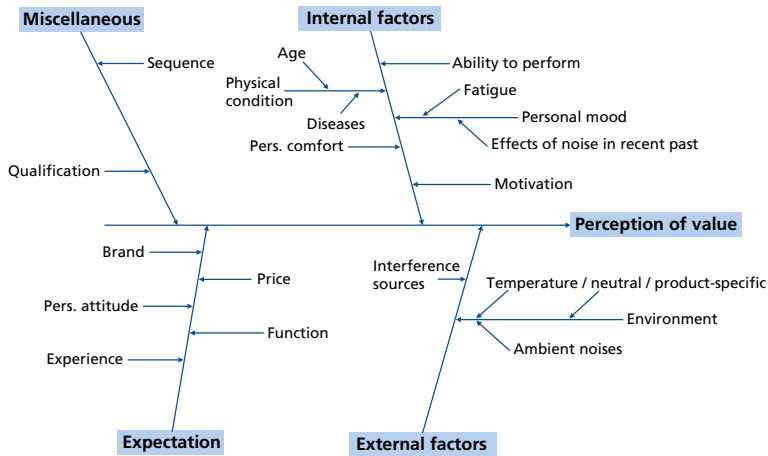 Miscellaneous
Internal factors
Sequence
Age
Ability to perform
Physical
condition
Fatigue
Diseases
Personal mood
Pers. comfort
Effects of noise in recent past
Qualification
Motivation
Perception of value
Brand
Interference
sources
Price
Temperature / neutral / product-specific
Pers. attitude
Environment
Function
Ambient noises
Experience
Expectation
External factors